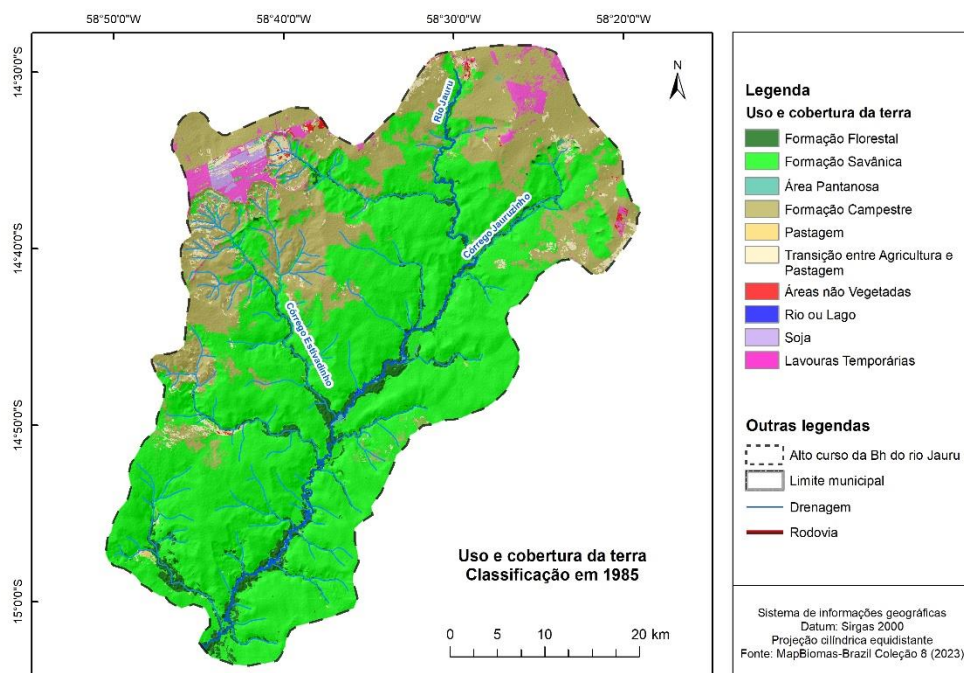 58°50'0"W
58°40'0"W
58°30'0"W
58°20'0"W
14°30'0"S
14°40'0"S
14°50'0"S
15°0'0"S
N
Rio Jauru
Córrego Jauruzinho
Córrego Estivadinho
Uso e cobertura da terra
Classificação em 1985
0 5 10 20 km
Legenda
Uso e cobertura da terra
Formação Florestal
Formação Savânica
Área Pantanosa
Formação Campestre
Pastagem
Transição entre Agricultura e
Pastagem
Áreas não Vegetadas
Rio ou Lago
Soja
Lavouras Temporárias
Outras legendas
Alto curso da Bh do rio Jauru
Limite municipal
Drenagem
Rodovia
Sistema de informações geográficas
Datum: Sirgas 2000
Projeção cilíndrica equidistante
Fonte: MapBiomas-Brazil Coleção 8 (2023)